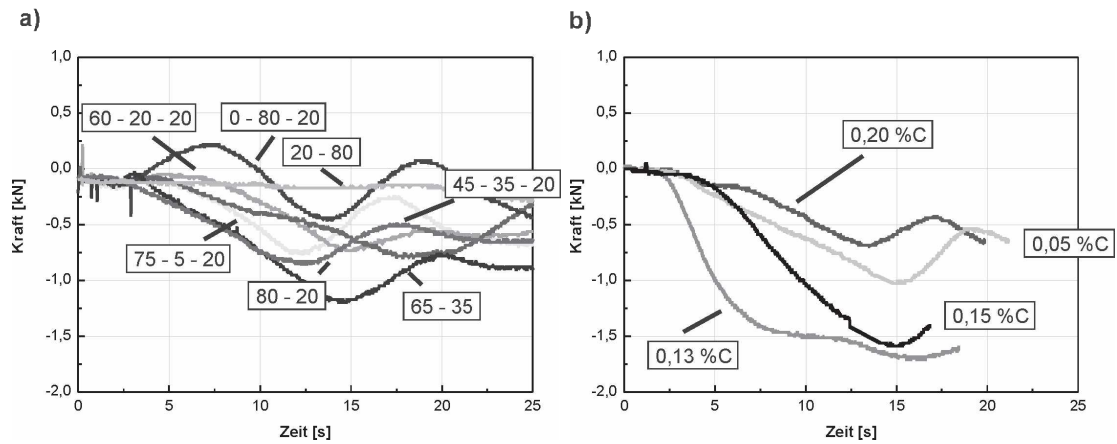 a)
Kraft [kN]
1,0
0,5
0,0
-0,5
-1,0
-1,5
-2,0
60 - 20 - 20
0 - 80 - 20
20 - 80
45 - 35 - 20
75 - 5 - 20
80 - 20
65 - 35
0 5 10 15 20 25
Zeit [s]
b)
Kraft [kN]
1,0
0,5
0,0
-0,5
-1,0
-1,5
-2,0
0,20 %C
0,05 %C
0,15 %C
0,13 %C
0 5 10 15 20 25
Zeit [s]